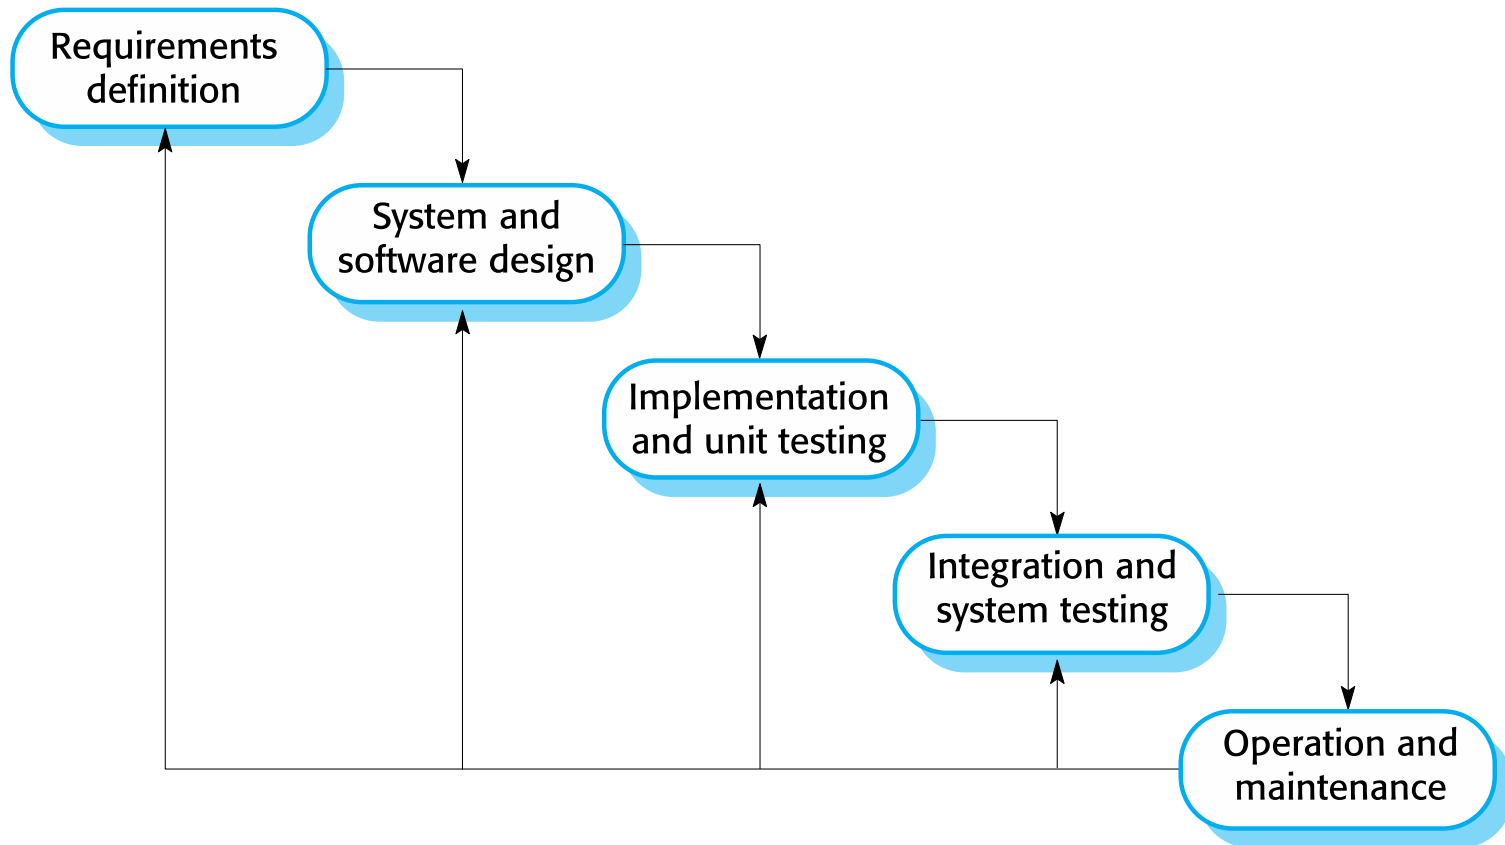 Requirements
definition
System and
software design
Implementation
and unit testing
Integration and
system testing
Operation and
maintenance